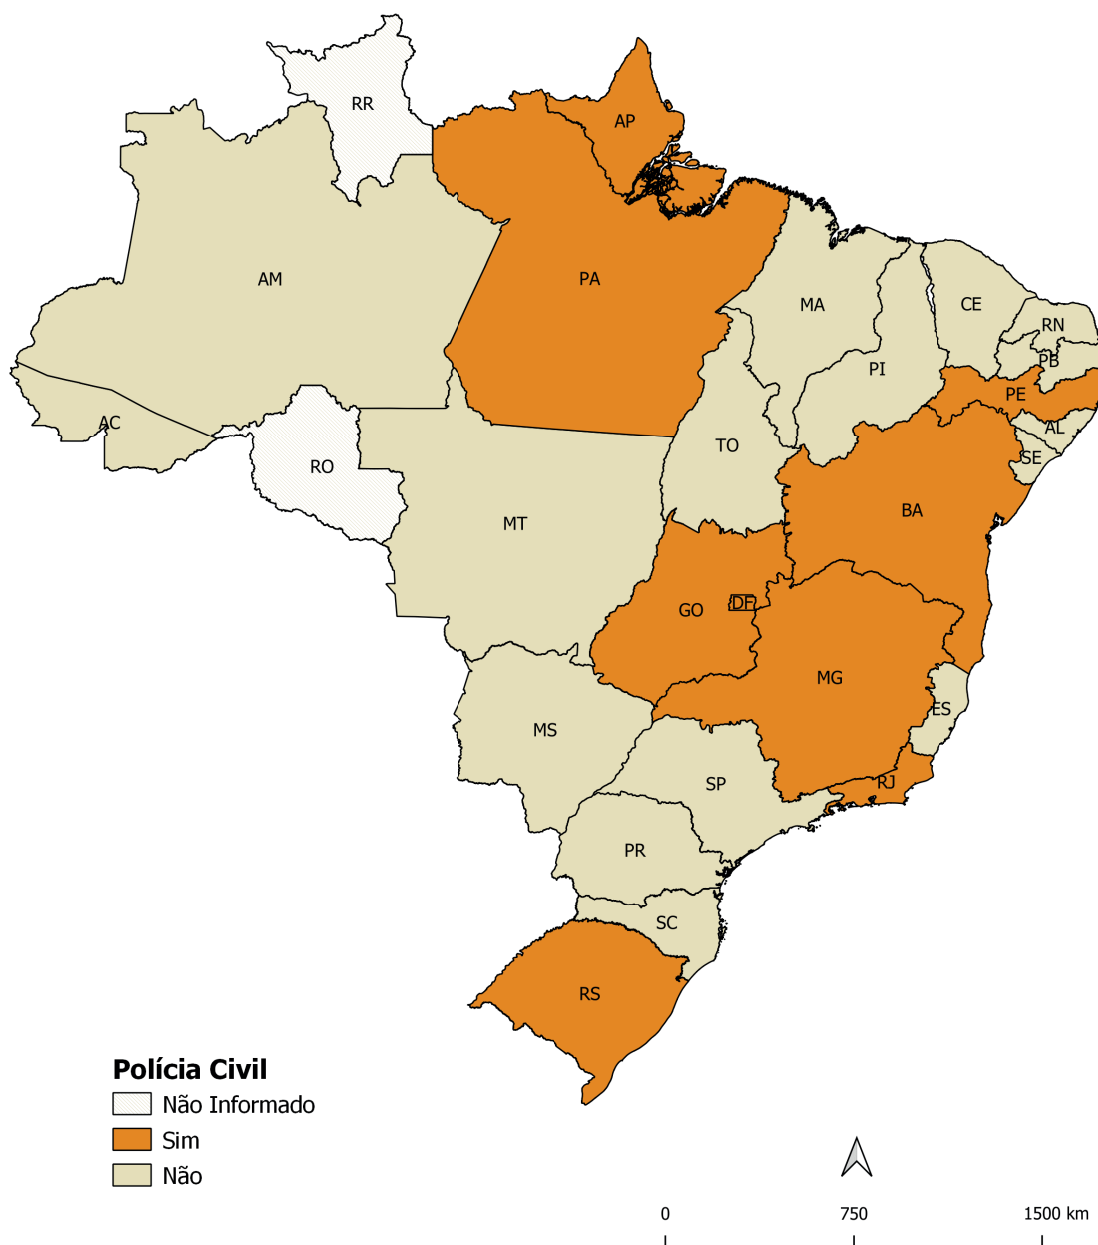 RR
AP
AM
PA
MA
CE
RN
PB
PI
PE
AC
AL
TO
SE
RO
BA
MT
DF
GO
MG
ES
MS
SP
RJ
PR
SC
RS
Polícia Civil
Não Informado
Sim
Não
0 750 1500 km